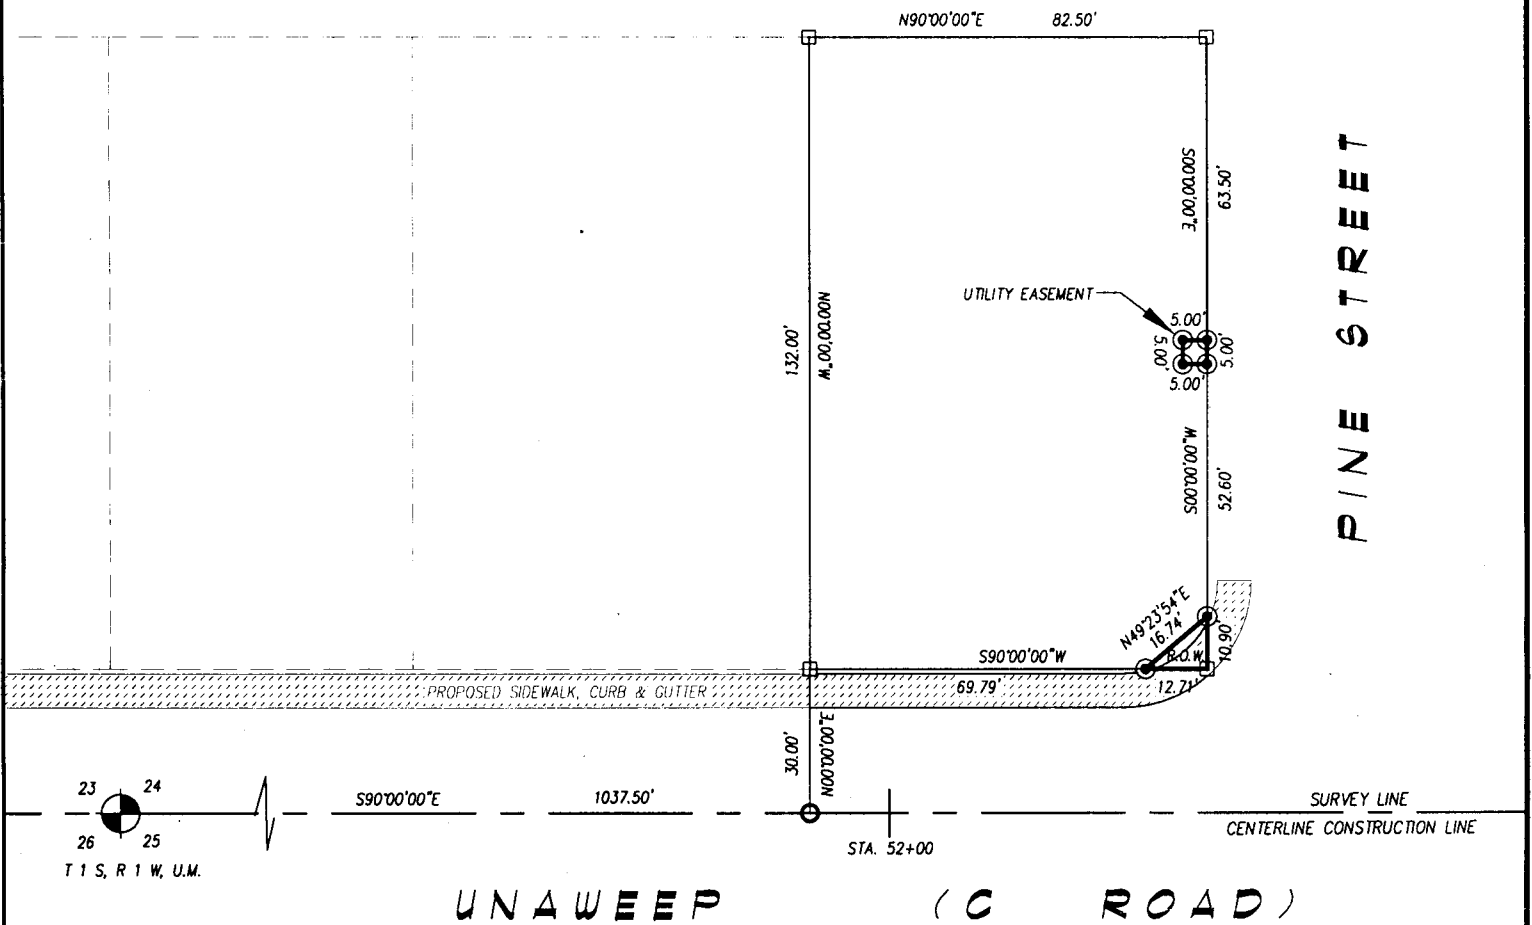 N90°00'00"E 82.50'
S00°00'00"E
63.50'
PINE STREET
UTILITY EASEMENT
5.00'
5.00'
5.00'
5.00'
132.00'
N00°00'00"W
S00°00'00"W
52.60'
N49°23'54"E
16.74'
R.O.W.
10.90'
S90°00'00"W
69.79'
12.71'
PROPOSED SIDEWALK, CURB & GUTTER
30.00'
N00°00'00"E
23 24
26 25
T 1 S, R 1 W, U.M.
S90°00'00"E 1037.50'
STA. 52+00
SURVEY LINE
CENTERLINE CONSTRUCTION LINE
UNAWEEP (C ROAD)